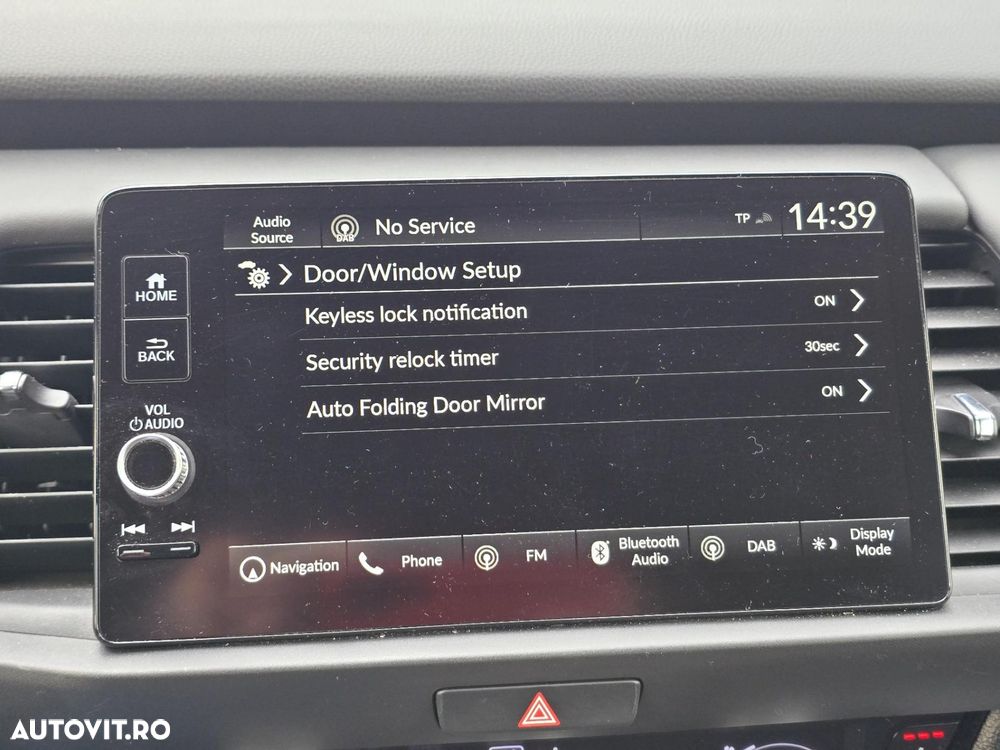 Audio
Source
DAB
No Service
TP
14:39
Door/Window Setup
HOME
Keyless lock notification ON
Security relock timer 30sec
BACK
Auto Folding Door Mirror ON
VOL
AUDIO
Navigation
Phone
FM
Bluetooth
Audio
DAB
Display
Mode
AUTOVIT.RO